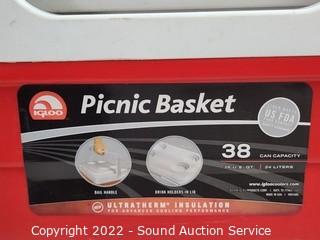 IGLOO
Picnic Basket
US FDA
38 CAN CAPACITY
24 LITERS
BAIL HANDLE
DRINK HOLDERS IN LID
www.igloocoolers.com
ULTRATHERM® INSULATION
FOR ADVANCED COOLING PERFORMANCE
Copyright 2022 - Sound Auction Service